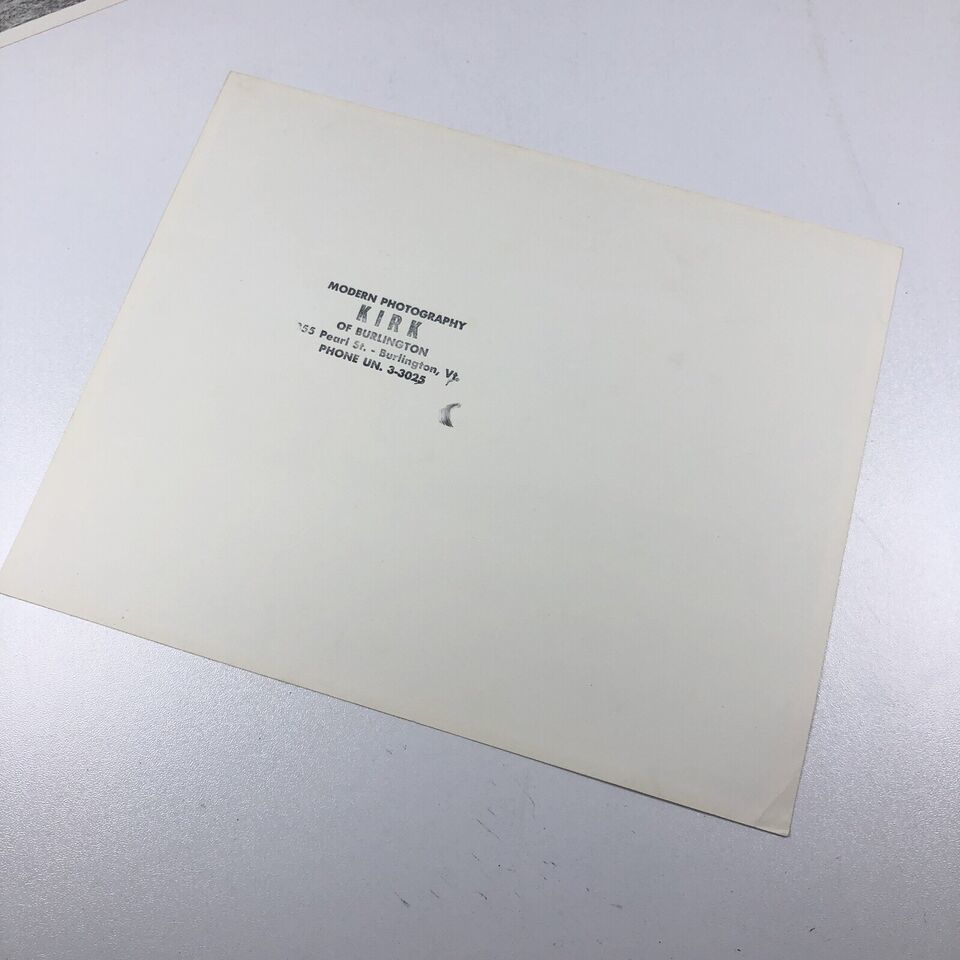 MODERN PHOTOGRAPHY
KIRK
OF BURLINGTON
Pearl St. - Burlington, Vt.
PHONE UN. 3-3025